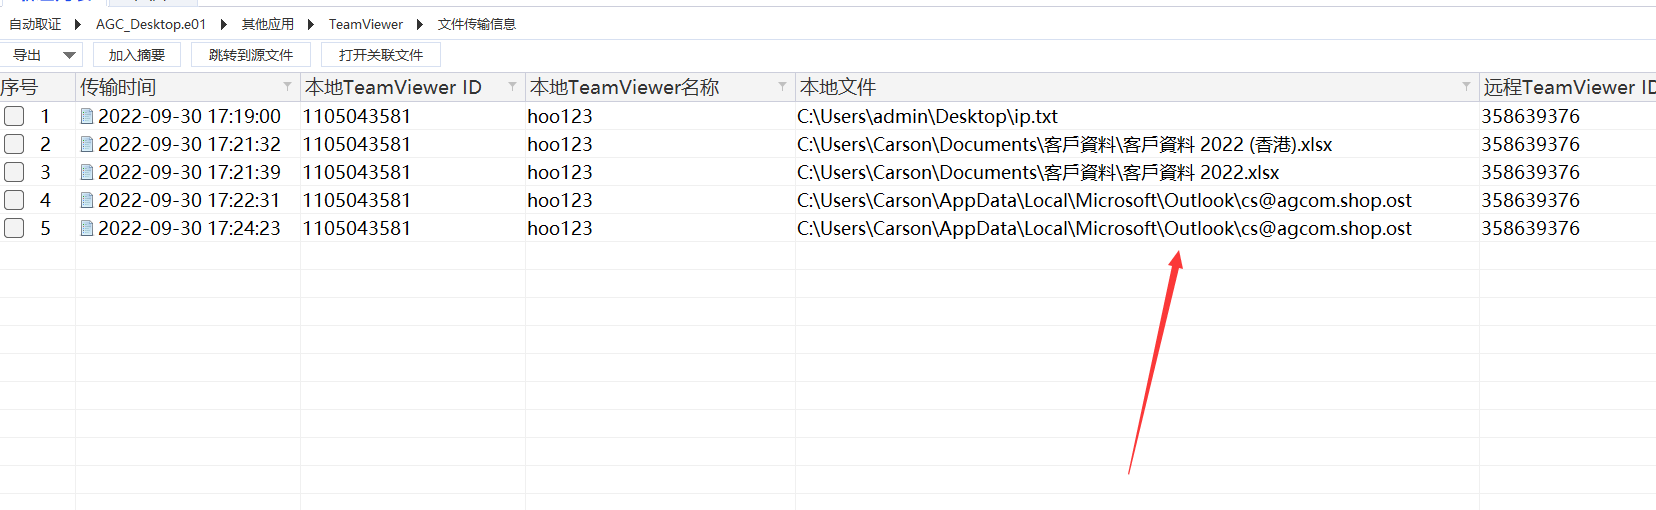 自动取证 AGC_Desktop.e01 其他应用 TeamViewer 文件传输信息
导出 加入摘要 跳转到源文件 打开关联文件
序号 传输时间 本地TeamViewer ID 本地TeamViewer名称 本地文件 远程TeamViewer ID
1 2022-09-30 17:19:00 1105043581 hoo123 C:\Users\admin\Desktop\ip.txt 358639376
2 2022-09-30 17:21:32 1105043581 hoo123 C:\Users\Carson\Documents\客戶資料\客戶資料 2022 (香港).xlsx 358639376
3 2022-09-30 17:21:39 1105043581 hoo123 C:\Users\Carson\Documents\客戶資料\客戶資料 2022.xlsx 358639376
4 2022-09-30 17:22:31 1105043581 hoo123 C:\Users\Carson\AppData\Local\Microsoft\Outlook\cs@agcom.shop.ost 358639376
5 2022-09-30 17:24:23 1105043581 hoo123 C:\Users\Carson\AppData\Local\Microsoft\Outlook\cs@agcom.shop.ost 358639376